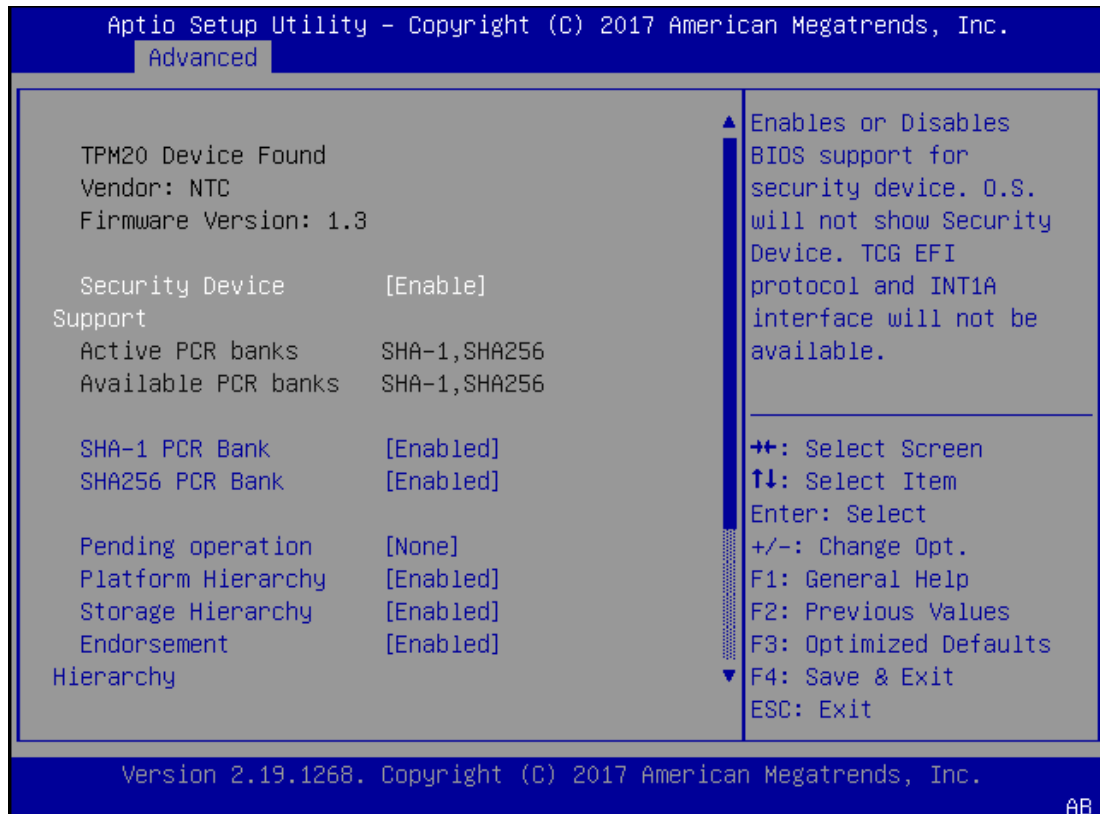 Aptio Setup Utility – Copyright (C) 2017 American Megatrends, Inc.
Advanced
TPM20 Device Found
Vendor: NTC
Firmware Version: 1.3
Security Device [Enable]
Support
Active PCR banks SHA-1,SHA256
Available PCR banks SHA-1,SHA256
SHA-1 PCR Bank [Enabled]
SHA256 PCR Bank [Enabled]
Pending operation [None]
Platform Hierarchy [Enabled]
Storage Hierarchy [Enabled]
Endorsement [Enabled]
Hierarchy
Enables or Disables
BIOS support for
security device. O.S.
will not show Security
Device. TCG EFI
protocol and INT1A
interface will not be
available.
→←: Select Screen
↑↓: Select Item
Enter: Select
+/-: Change Opt.
F1: General Help
F2: Previous Values
F3: Optimized Defaults
F4: Save & Exit
ESC: Exit
Version 2.19.1268. Copyright (C) 2017 American Megatrends, Inc.
AB